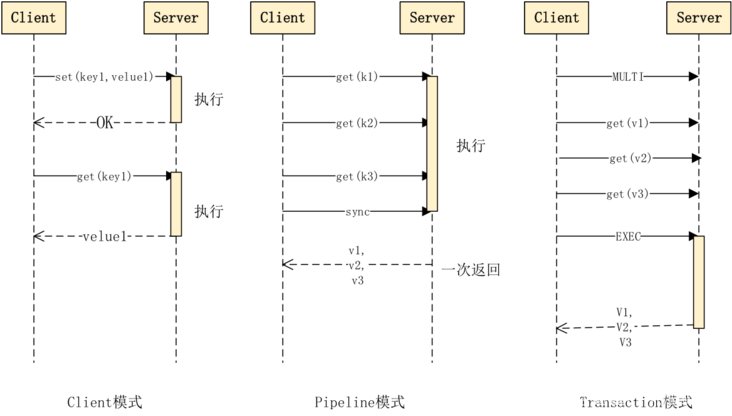 Client
Server
set(key1,velue1)
执行
OK
get(key1)
执行
velue1
Client模式
Client
Server
get(k1)
get(k2)
执行
get(k3)
sync
v1,
v2,
v3
一次返回
Pipeline模式
Client
Server
MULTI
get(v1)
get(v2)
get(v3)
EXEC
V1,
V2,
V3
Transaction模式